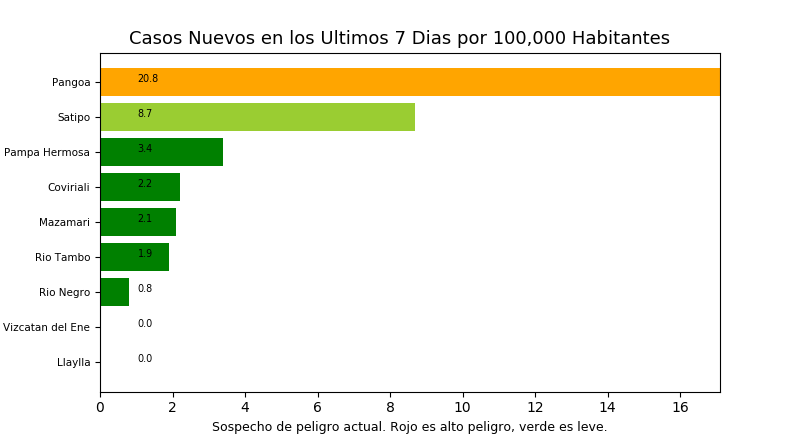 Casos Nuevos en los Ultimos 7 Dias por 100,000 Habitantes
Pangoa 20.8
Satipo 8.7
Pampa Hermosa 3.4
Coviriali 2.2
Mazamari 2.1
Rio Tambo 1.9
Rio Negro 0.8
Vizcatan del Ene 0.0
Llaylla 0.0
0 2 4 6 8 10 12 14 16
Sospecho de peligro actual. Rojo es alto peligro, verde es leve.